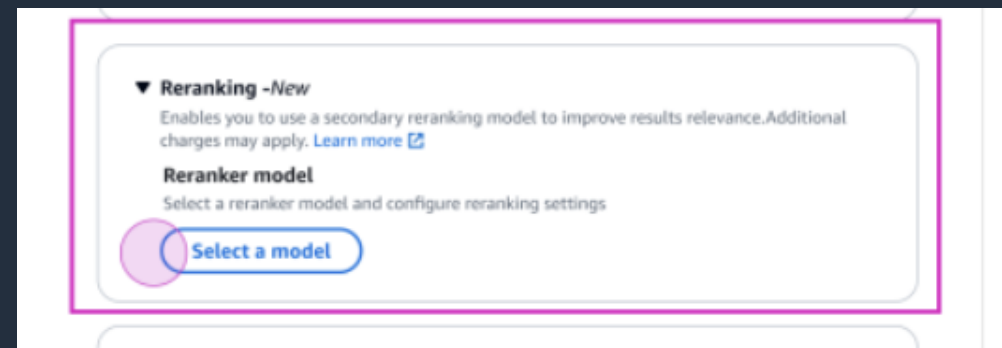 Reranking -New
Enables you to use a secondary reranking model to improve results relevance.Additional
charges may apply. Learn more
Reranker model
Select a reranker model and configure reranking settings
Select a model